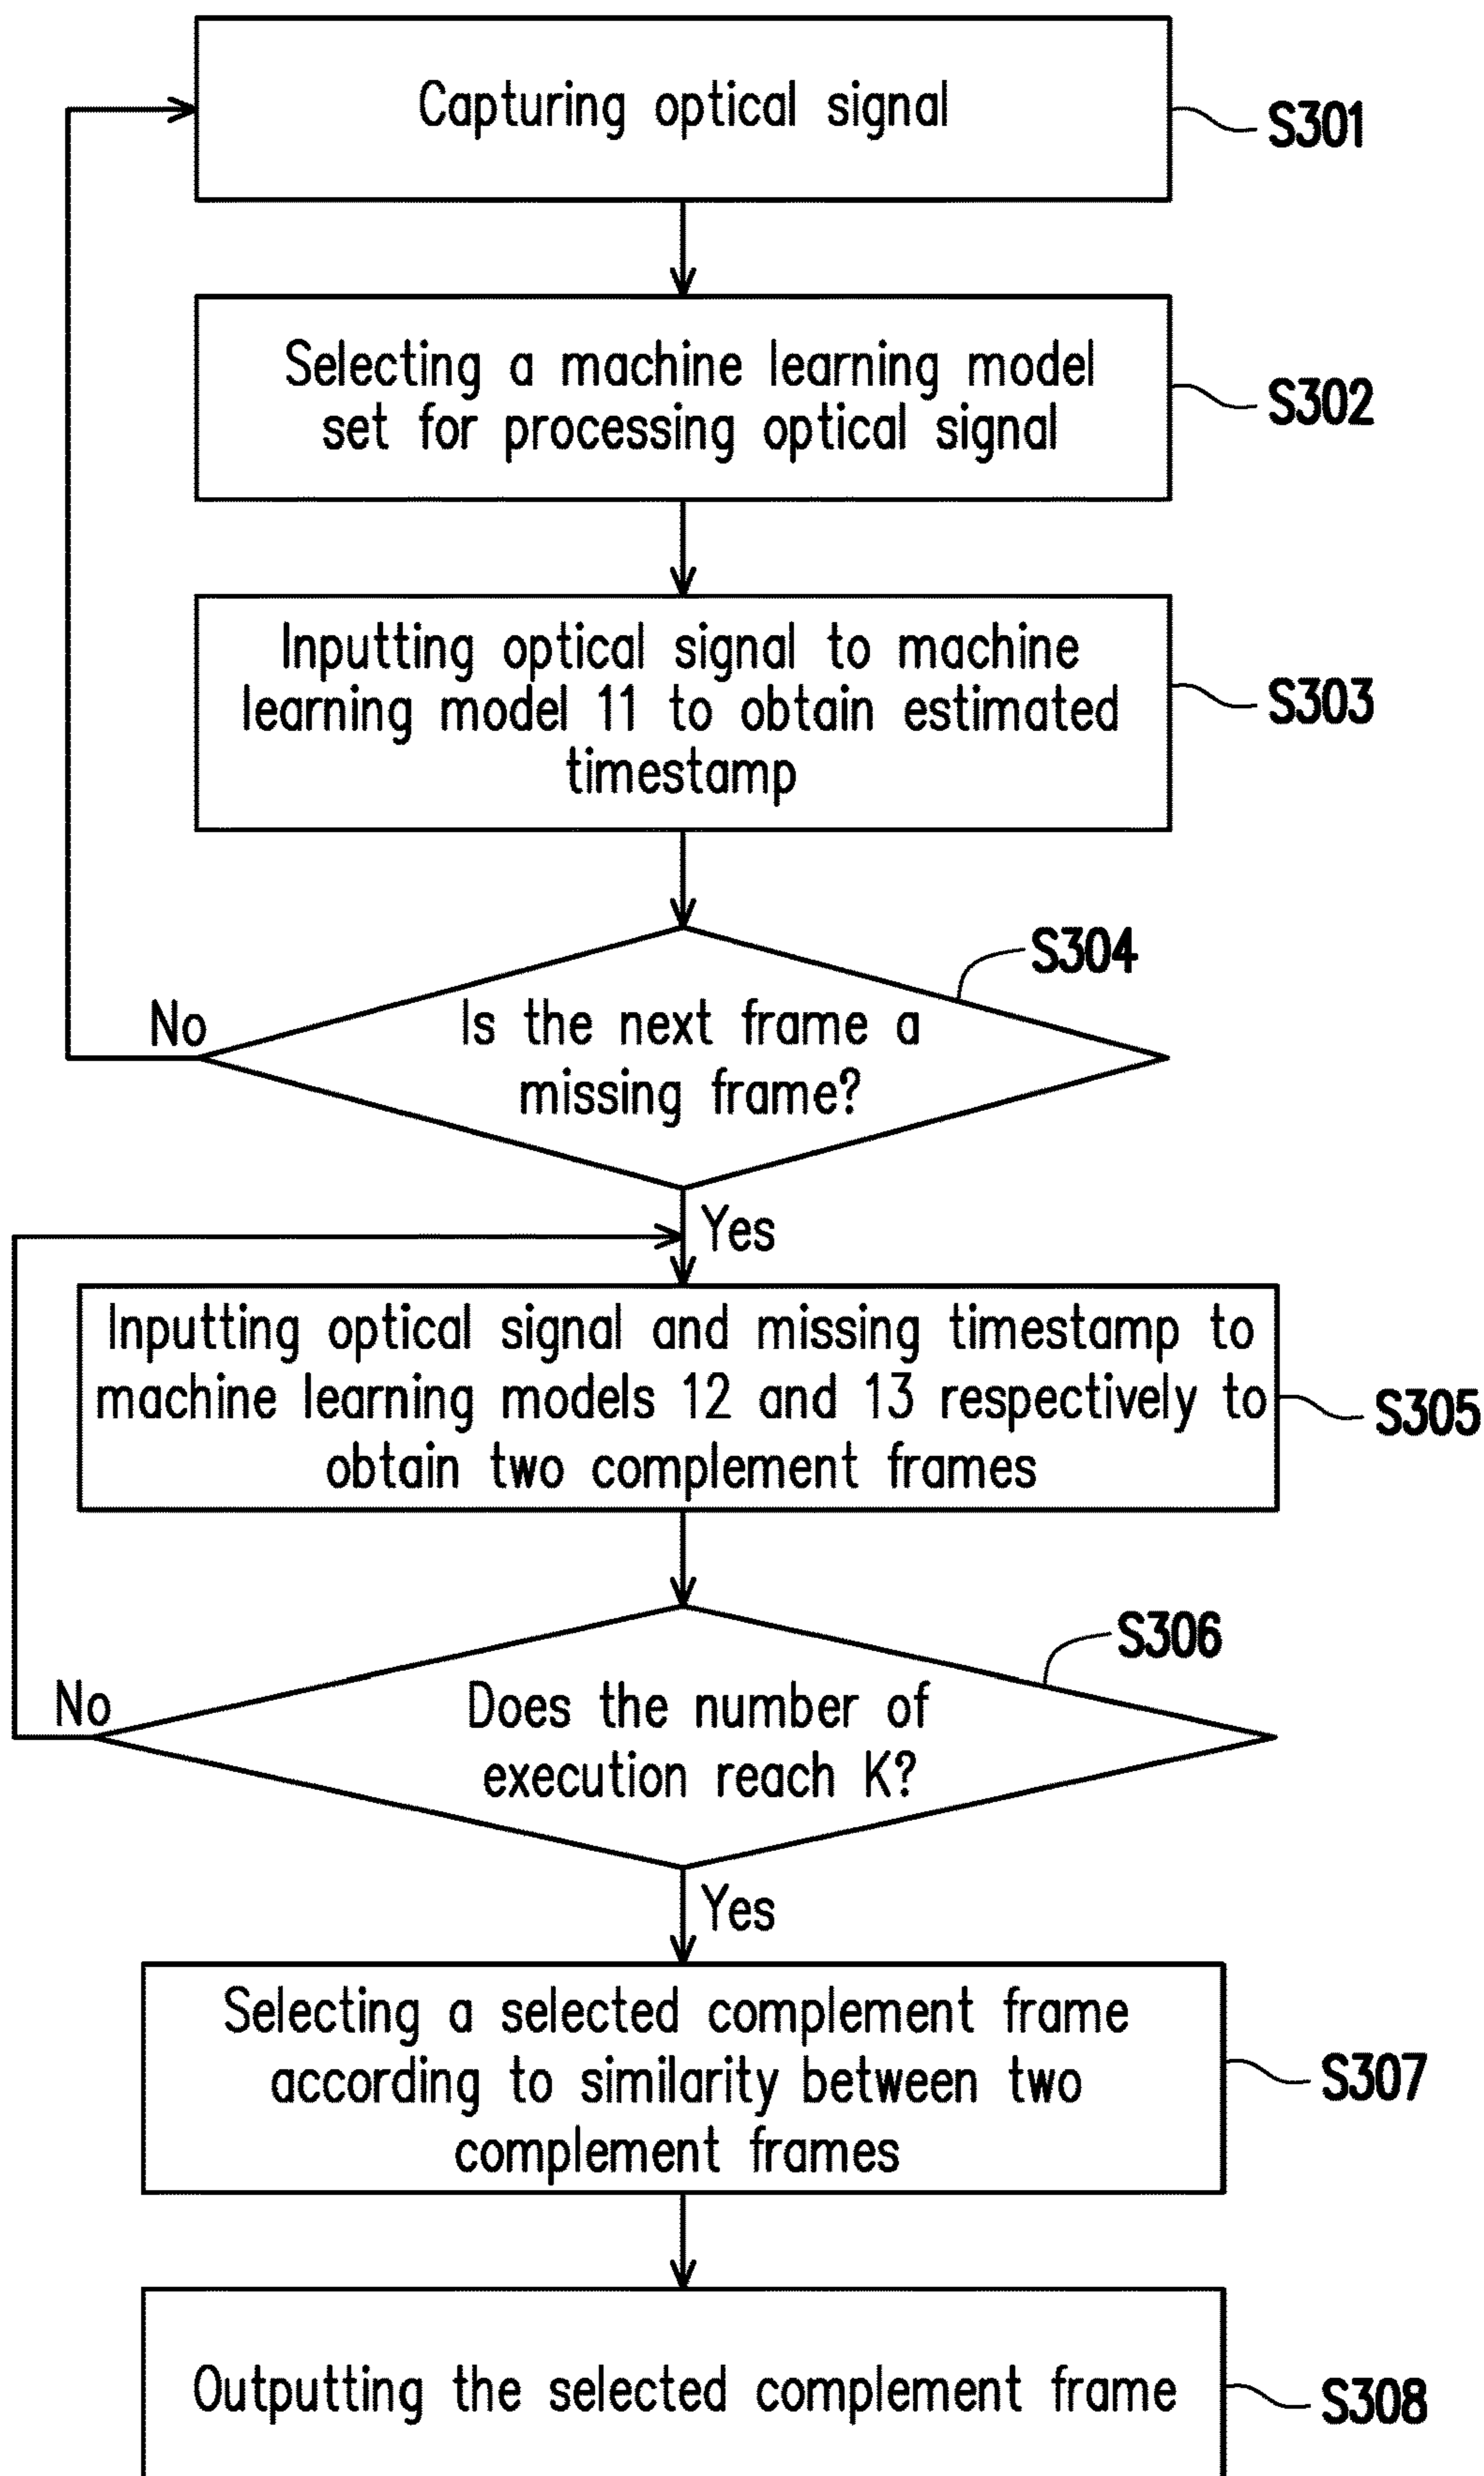 Capturing optical signal
S301
Selecting a machine learning model
set for processing optical signal
S302
Inputting optical signal to machine
learning model 11 to obtain estimated
timestamp
S303
S304
No
Is the next frame a
missing frame?
Yes
Inputting optical signal and missing timestamp to
machine learning models 12 and 13 respectively to
obtain two complement frames
S305
S306
No
Does the number of
execution reach K?
Yes
Selecting a selected complement frame
according to similarity between two
complement frames
S307
Outputting the selected complement frame
S308